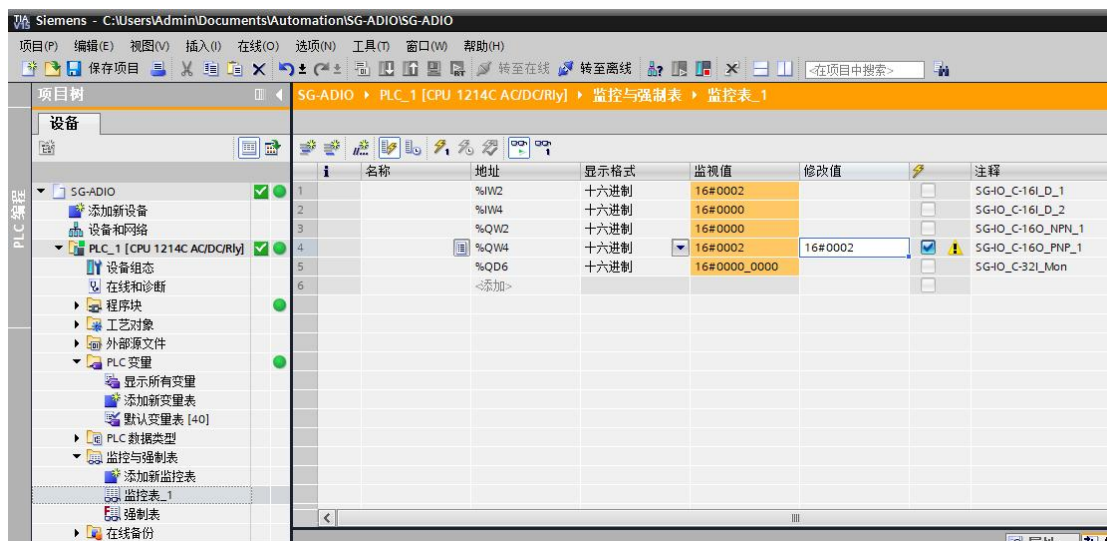 Siemens - C:\Users\Admin\Documents\Automation\SG-ADIO\SG-ADIO
项目(P) 编辑(E) 视图(V) 插入(I) 在线(O) 选项(N) 工具(T) 窗口(W) 帮助(H)
保存项目 转至在线 转至离线 <在项目中搜索>
项目树
SG-ADIO PLC_1 [CPU 1214C AC/DC/Rly] 监控与强制表 监控表_1
设备
PLC 编程
i 名称 地址 显示格式 监视值 修改值 注释
1 %IW2 十六进制 16#0002 SG-IO_C-16I_D_1
2 %IW4 十六进制 16#0000 SG-IO_C-16I_D_2
3 %QW2 十六进制 16#0000 SG-IO_C-16O_NPN_1
4 %QW4 十六进制 16#0002 16#0002 SG-IO_C-16O_PNP_1
5 %QD6 十六进制 16#0000_0000 SG-IO_C-32I_Mon
6 <添加>
SG-ADIO
添加新设备
设备和网络
PLC_1 [CPU 1214C AC/DC/Rly]
设备组态
在线和诊断
程序块
工艺对象
外部源文件
PLC 变量
显示所有变量
添加新变量表
默认变量表 [40]
PLC 数据类型
监控与强制表
添加新监控表
监控表_1
强制表
在线备份